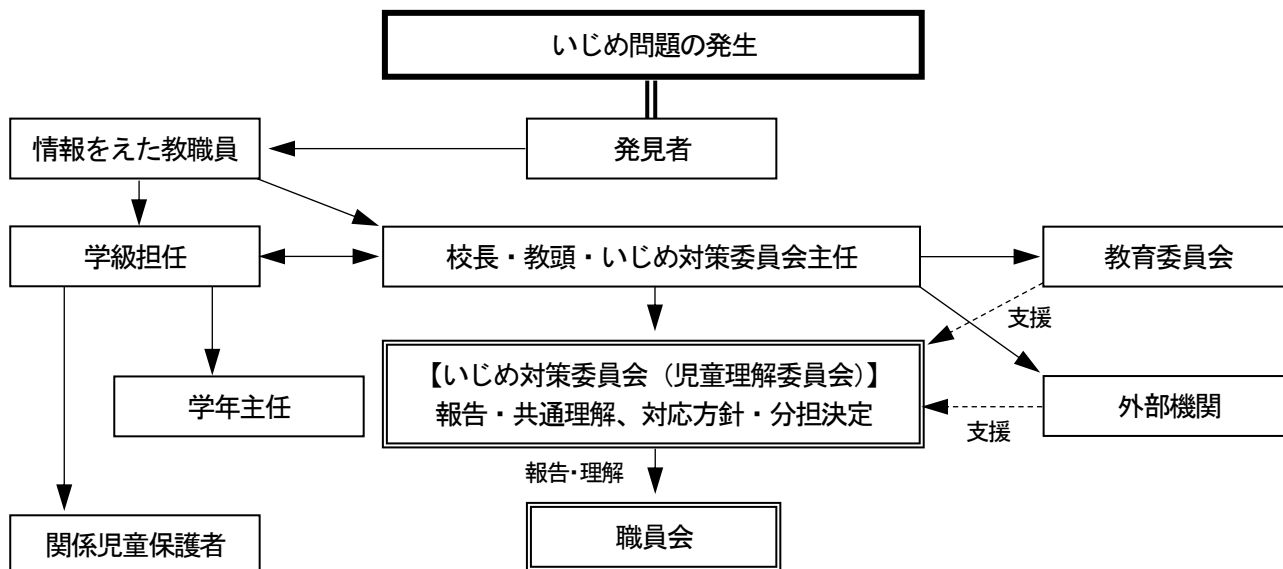 いじめ問題の発生
情報をえた教職員
発見者
学級担任
校長・教頭・いじめ対策委員会主任
教育委員会
支援
【いじめ対策委員会（児童理解委員会）】
報告・共通理解、対応方針・分担決定
学年主任
外部機関
支援
報告・理解
関係児童保護者
職員会